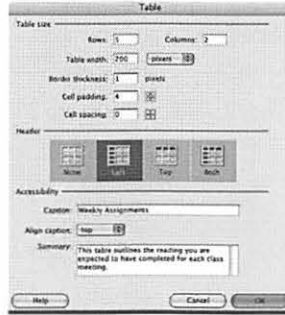 Table
Table size
Rows: 5 Columns: 2
Table width: 200 pixels
Border thickness: 1 pixels
Cell padding: 4
Cell spacing: 0
Header
None Left Top Both
Accessibility
Caption: Weekly Assignments
Align caption: top
Summary: This table outlines the reading you are
expected to have completed for each class
meeting.
Help Cancel OK